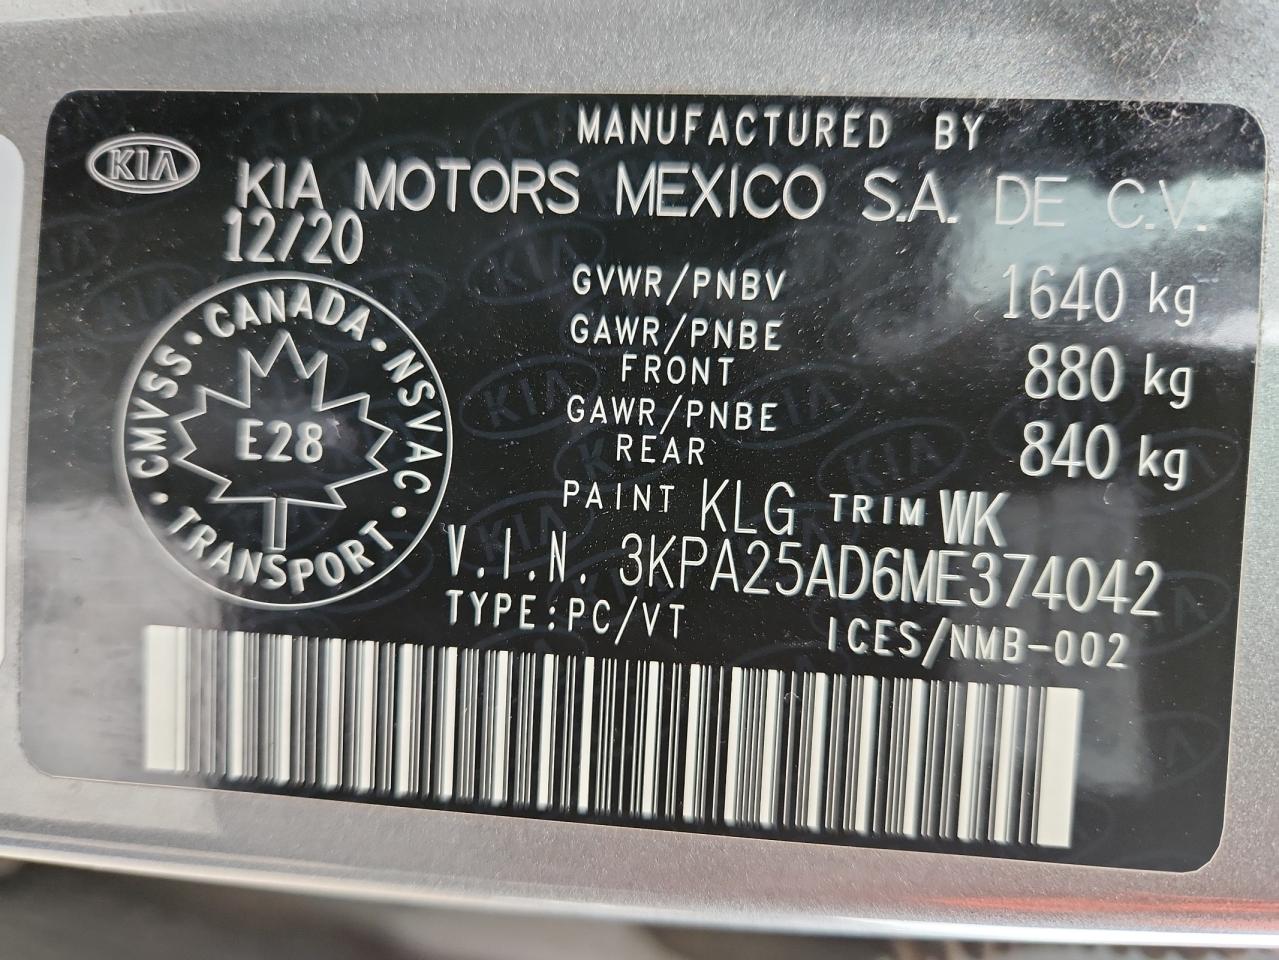 MANUFACTURED BY
KIA
KIA MOTORS MEXICO S.A. DE C.V.
12/20
GVWR/PNBV 1640 kg
GAWR/PNBE
FRONT 880 kg
GAWR/PNBE
REAR 840 kg
CMVSS · CANADA · NSVAC · TRANSPORT ·
E28
PAINT KLG TRIM WK
V.I.N. 3KPA25AD6ME374042
TYPE:PC/VT ICES/NMB-002